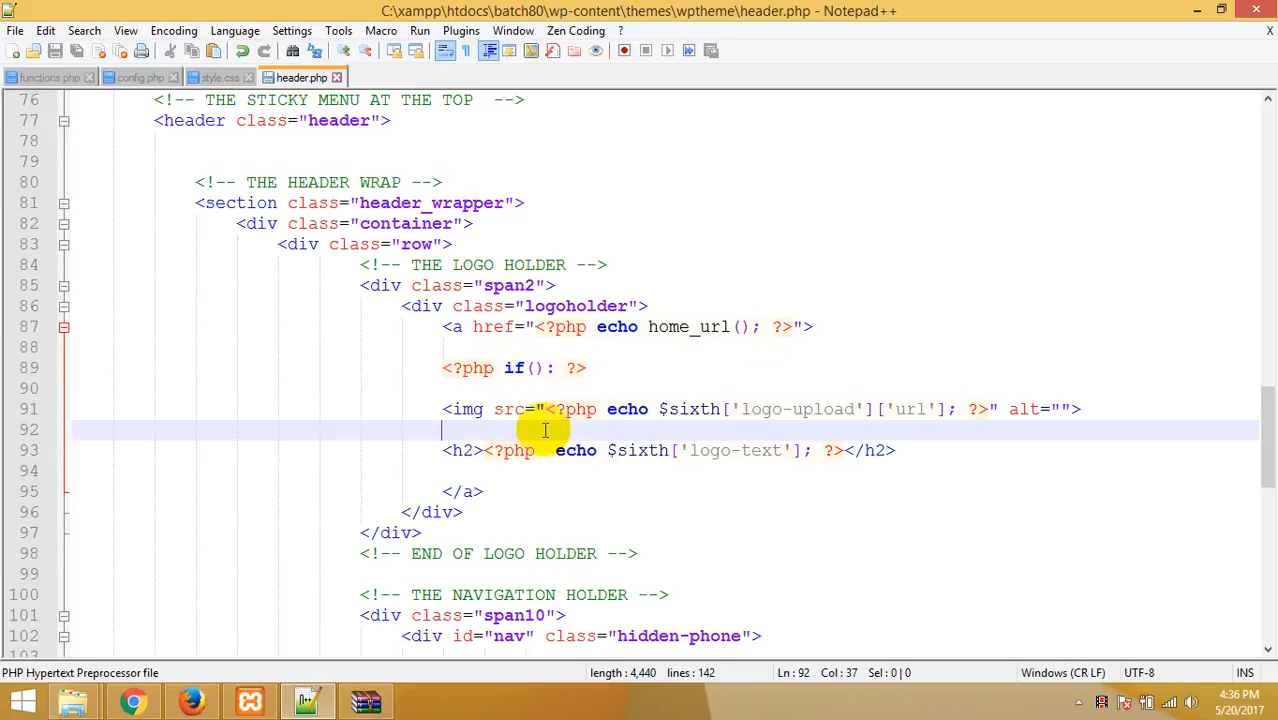 C:\xampp\htdocs\batch80\wp-content\themes\wptheme\header.php - Notepad++
File Edit Search View Encoding Language Settings Tools Macro Run Plugins Window Zen Coding ? X
functions.php config.php style.css header.php
76 <!-- THE STICKY MENU AT THE TOP  -->
77 <header class="header">
78
79
80 <!-- THE HEADER WRAP -->
81 <section class="header_wrapper">
82 <div class="container">
83 <div class="row">
84 <!-- THE LOGO HOLDER -->
85 <div class="span2">
86 <div class="logoholder">
87 <a href="<?php echo home_url(); ?>">
88
89 <?php if(): ?>
90
91 <img src="<?php echo $sixth['logo-upload']['url']; ?>" alt="">
92
93 <h2><?php  echo $sixth['logo-text']; ?></h2>
94
95 </a>
96 </div>
97 </div>
98 <!-- END OF LOGO HOLDER -->
99
100 <!-- THE NAVIGATION HOLDER -->
101 <div class="span10">
102 <div id="nav" class="hidden-phone">
PHP Hypertext Preprocessor file length : 4,440 lines : 142 Ln : 92 Col : 37 Sel : 0 | 0 Windows (CR LF) UTF-8 INS
4:36 PM
5/20/2017